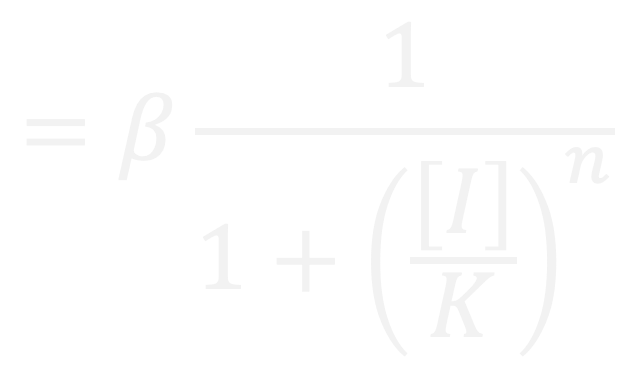 = β 1 / (1 + ([I] / K)ⁿ)